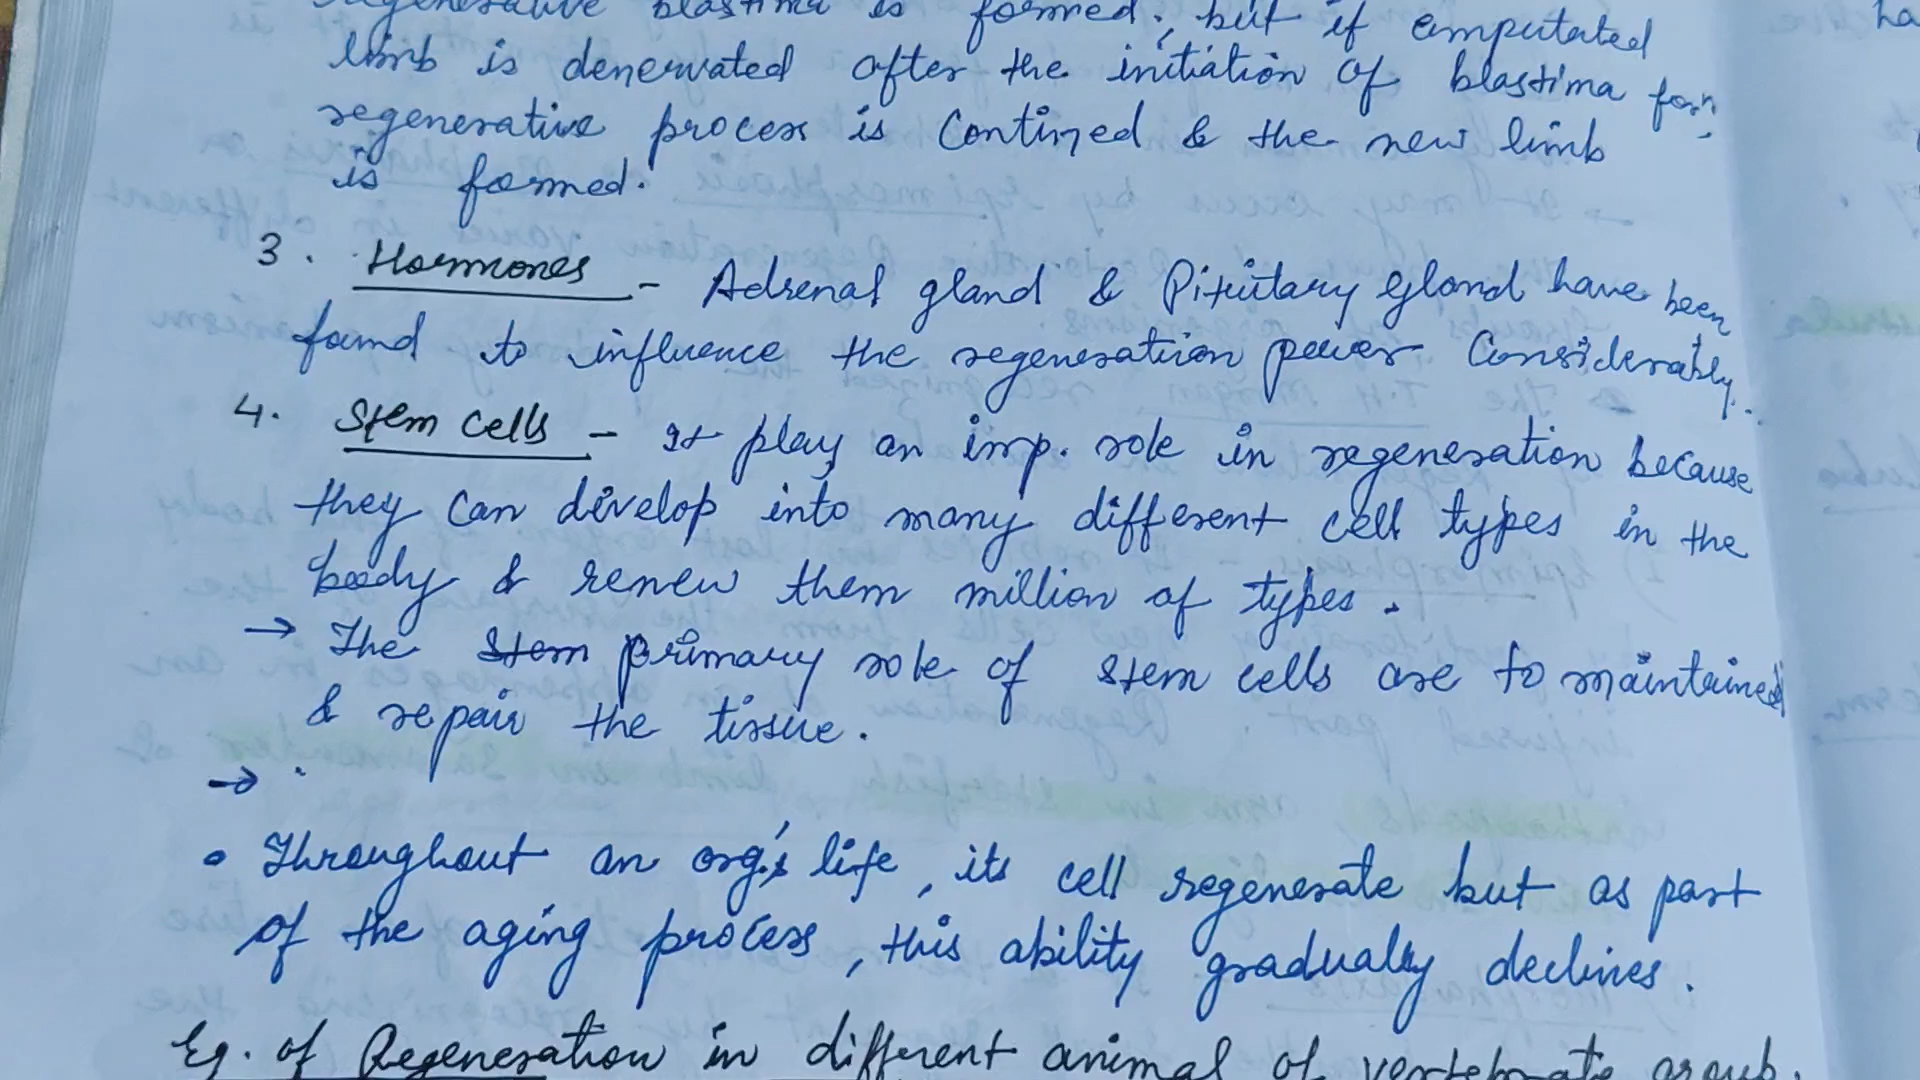 regenerative blastima is formed, but if amputated
limb is denervated after the initiation of blastima forn
regenerative process is Contined & the new limb
is formed.
3. Hormones - Adrenal gland & Pitutary gland have been
found to influence the regeneration power Considerably.
4. Stem cells - It play an imp. role in regeneration because
they can develop into many different cell types in the
body & renew them million of types.
→ The Stem primary role of stem cells are to maintained
& repair the tissue.
→
• Throughout an org's life, its cell regenerate but as part
of the aging process, this ability gradually declines.
Eg. of Regeneration in different animal of vertebrate group.